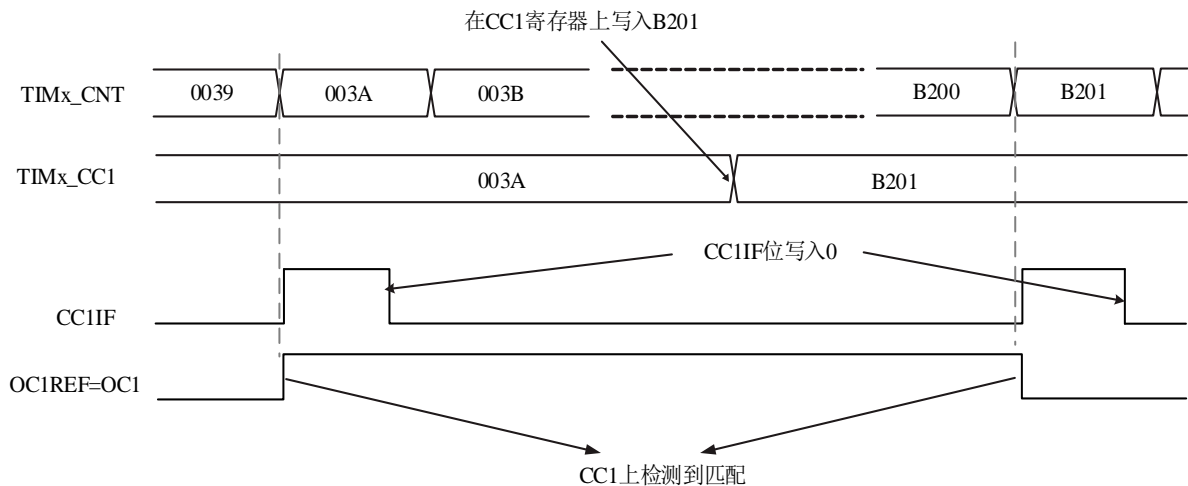 在CC1寄存器上写入B201
TIMx_CNT 0039 003A 003B B200 B201
TIMx_CC1 003A B201
CC1IF位写入0
CC1IF
OC1REF=OC1
CC1上检测到匹配